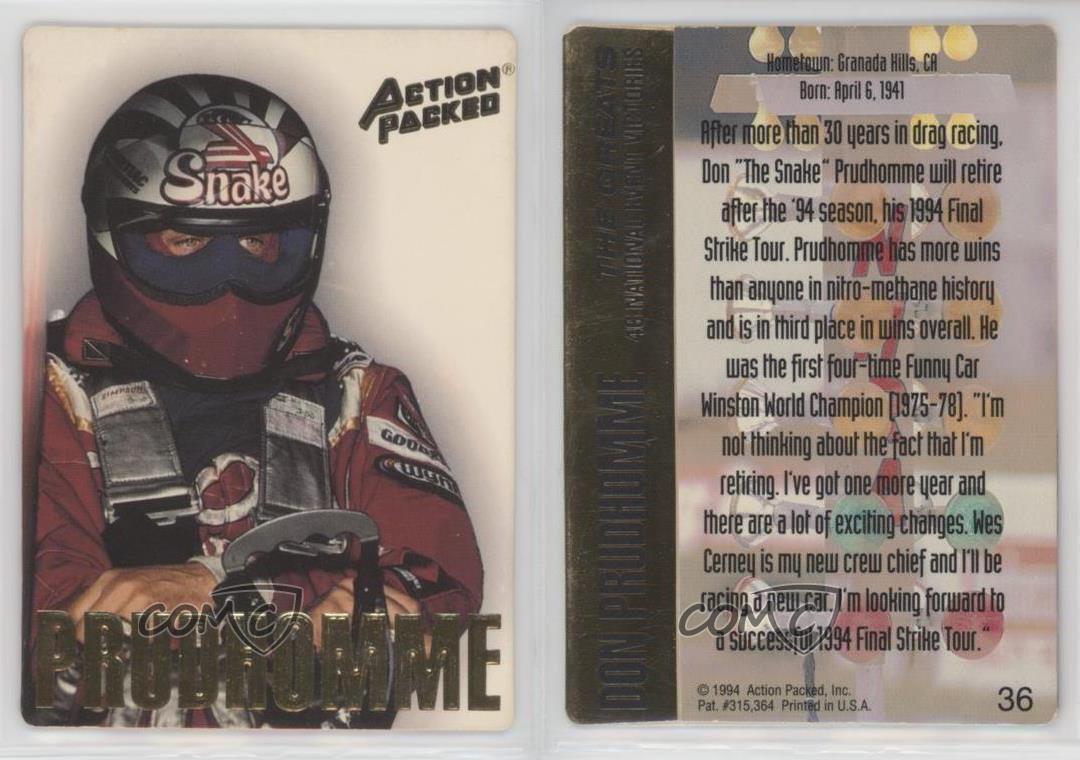 ACTION
PACKED®
Snake
SIMPSON
GOODY
WYNN
PRUDHOMME
COMC
DON PRUDHOMME
THE GREATS
NATIONAL EVENT VICTORIES
Hometown: Granada Hills, CA
Born: April 6, 1941
After more than 30 years in drag racing,
Don "The Snake" Prudhomme will retire
after the '94 season, his 1994 Final
Strike Tour. Prudhomme has more wins
than anyone in nitro-methane history
and is in third place in wins overall. He
was the first four-time Funny Car
Winston World Champion (1975-78). "I'm
not thinking about the fact that I'm
retiring. I've got one more year and
there are a lot of exciting changes. Wes
Cerney is my new crew chief and I'll be
racing a new car. I'm looking forward to
a successful 1994 Final Strike Tour."
COMC
© 1994 Action Packed, Inc.
Pat. #315,364 Printed in U.S.A.
36